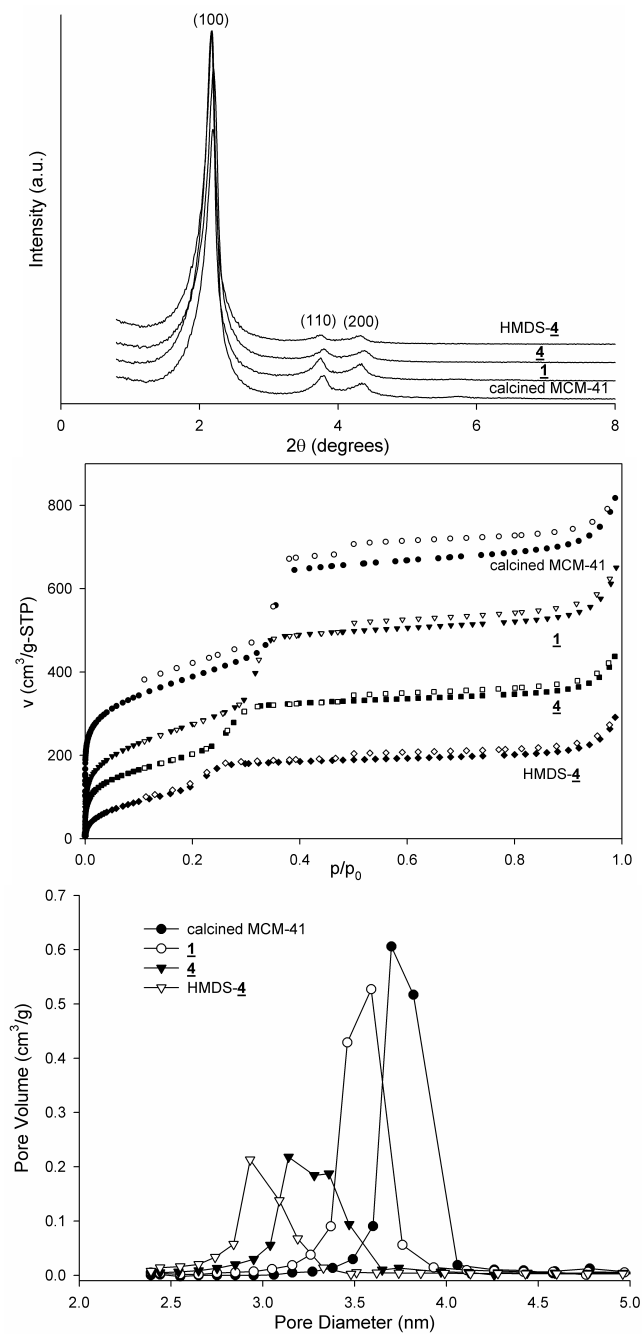 (100)
Intensity (a.u.)
(110) (200)
HMDS-4
4
1
calcined MCM-41
0 2 4 6 8
2θ (degrees)
800
600
400
200
0
v (cm³/g-STP)
calcined MCM-41
1
4
HMDS-4
0.0 0.2 0.4 0.6 0.8 1.0
p/p₀
0.7
0.6
0.5
0.4
0.3
0.2
0.1
0.0
Pore Volume (cm³/g)
calcined MCM-41
1
4
HMDS-4
2.0 2.5 3.0 3.5 4.0 4.5 5.0
Pore Diameter (nm)